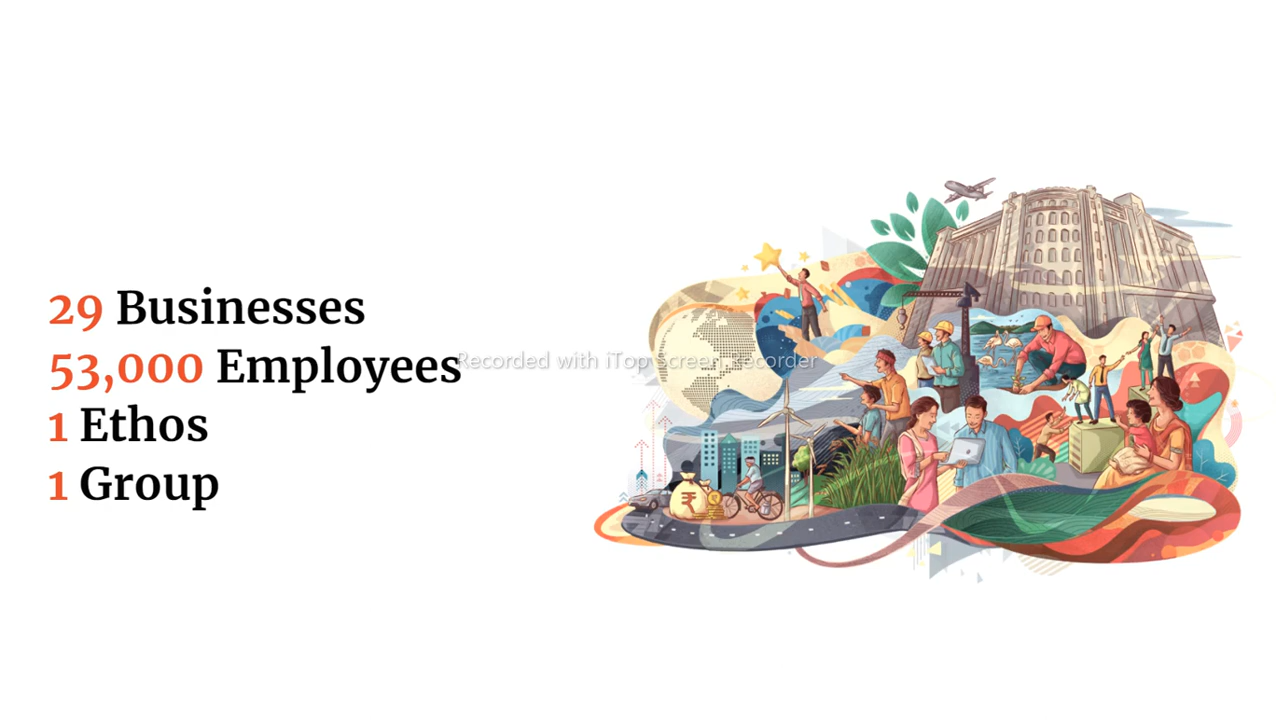 29 Businesses
53,000 Employees
1 Ethos
1 Group
Recorded with iTop Screen Recorder
₹